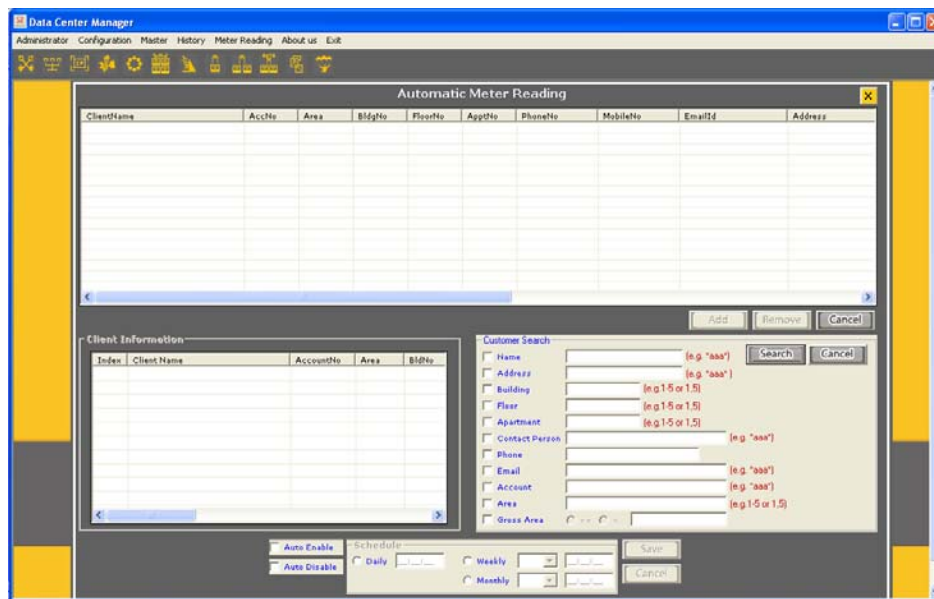 Data Center Manager
Administrator Configuration Master History Meter Reading About us Exit
Automatic Meter Reading
ClientName AccNo Area BldgNo FloorNo ApptNo PhoneNo MobileNo EmailId Address
Add Remove Cancel
Client Information
Index Client Name AccountNo Area BldNo
Customer Search
Name (e.g. "aaa") Search Cancel
Address (e.g. "aaa" )
Building (e.g.1-5 or 1,5)
Floor (e.g.1-5 or 1,5)
Apartment (e.g.1-5 or 1,5)
Contact Person (e.g. "aaa")
Phone
Email (e.g. "aaa")
Account (e.g. "aaa")
Area (e.g.1-5 or 1,5)
Gross Area
Auto Enable Schedule Save
Daily Weekly
Auto Disable Monthly Cancel